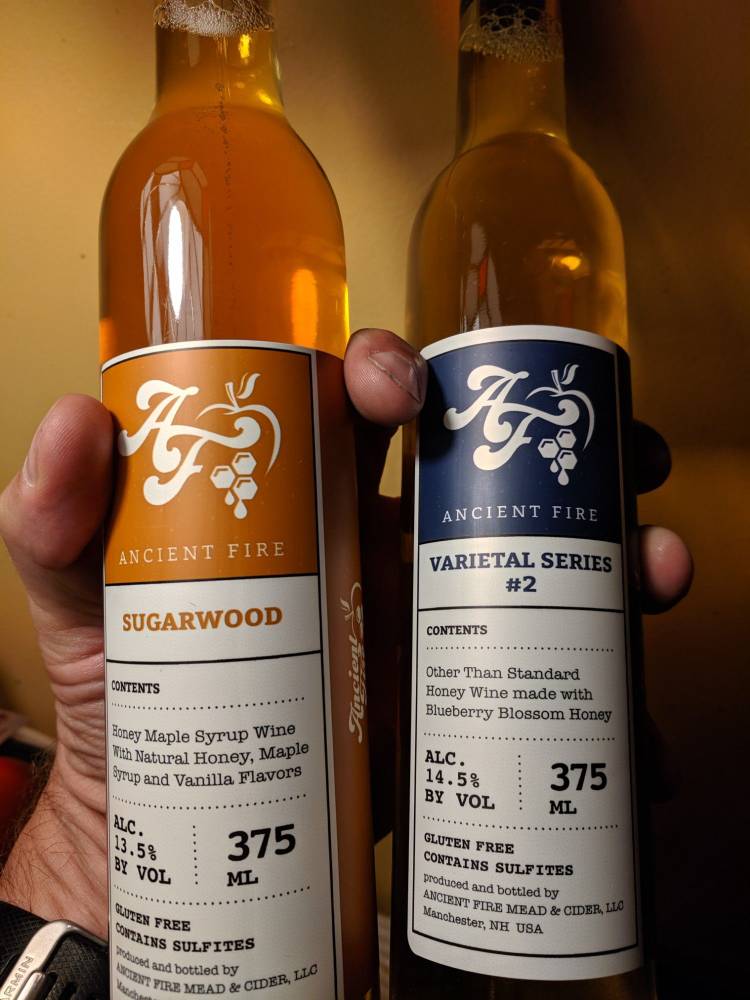 AF
ANCIENT FIRE
SUGARWOOD
CONTENTS
Honey Maple Syrup Wine
With Natural Honey, Maple
Syrup and Vanilla Flavors
ALC.
13.5%
BY VOL
375
ML
GLUTEN FREE
CONTAINS SULFITES
produced and bottled by
ANCIENT FIRE MEAD & CIDER, LLC
Ancient
AF
ANCIENT FIRE
VARIETAL SERIES
#2
CONTENTS
Other Than Standard
Honey Wine made with
Blueberry Blossom Honey
ALC.
14.5%
BY VOL
375
ML
GLUTEN FREE
CONTAINS SULFITES
produced and bottled by
ANCIENT FIRE MEAD & CIDER, LLC
Manchester, NH USA